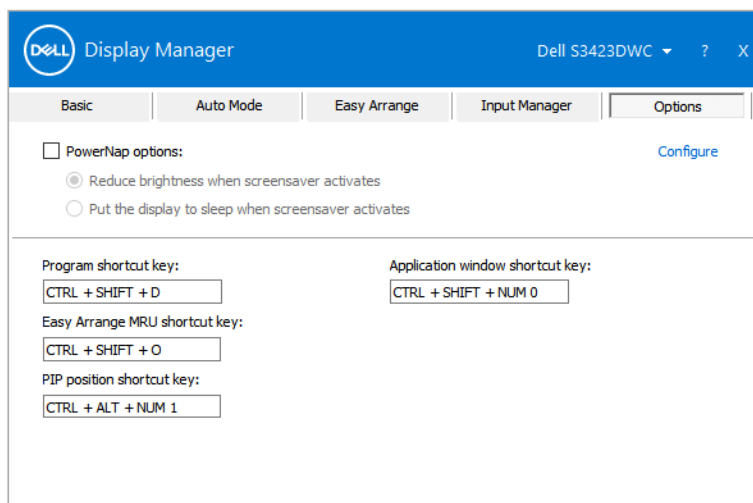 DELL Display Manager Dell S3423DWC ? X
Basic Auto Mode Easy Arrange Input Manager Options
PowerNap options: Configure
Reduce brightness when screensaver activates
Put the display to sleep when screensaver activates
Program shortcut key: Application window shortcut key:
CTRL + SHIFT + D CTRL + SHIFT + NUM 0
Easy Arrange MRU shortcut key:
CTRL + SHIFT + O
PIP position shortcut key:
CTRL + ALT + NUM 1